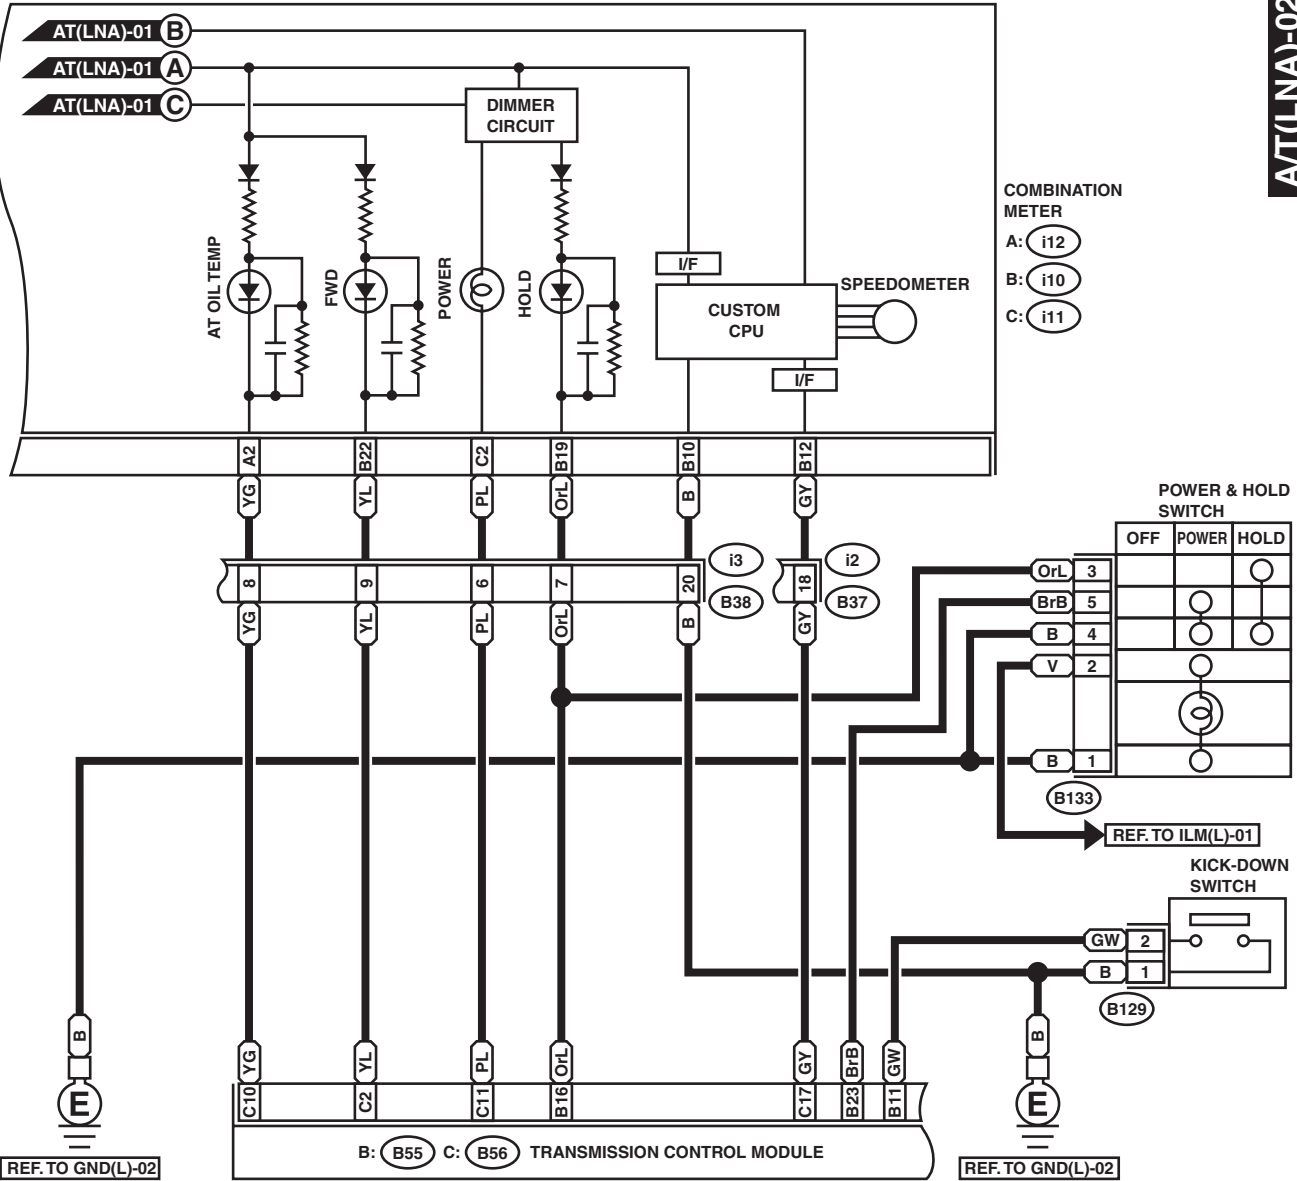 AT(LNA)-01 B
AT(LNA)-01 A
AT(LNA)-01 C
A/T(LNA)-02
DIMMER
CIRCUIT
COMBINATION
METER
A: i12
B: i10
C: i11
AT OIL TEMP
FWD
POWER
HOLD
I/F
CUSTOM
CPU
SPEEDOMETER
I/F
A2 B22 C2 B19 B10 B12
YG YL PL OrL B GY
8 9 6 7 20 18
i3 i2
B38 B37
YG YL PL OrL B GY
POWER & HOLD
SWITCH
OFF POWER HOLD
OrL 3
BrB 5
B 4
V 2
B 1
B133
REF. TO ILM(L)-01
KICK-DOWN
SWITCH
GW 2
B 1
B129
B B
YG YL PL OrL GY BrB GW
C10 C2 C11 B16 C17 B23 B11
E E
B: B55 C: B56 TRANSMISSION CONTROL MODULE
REF. TO GND(L)-02 REF. TO GND(L)-02